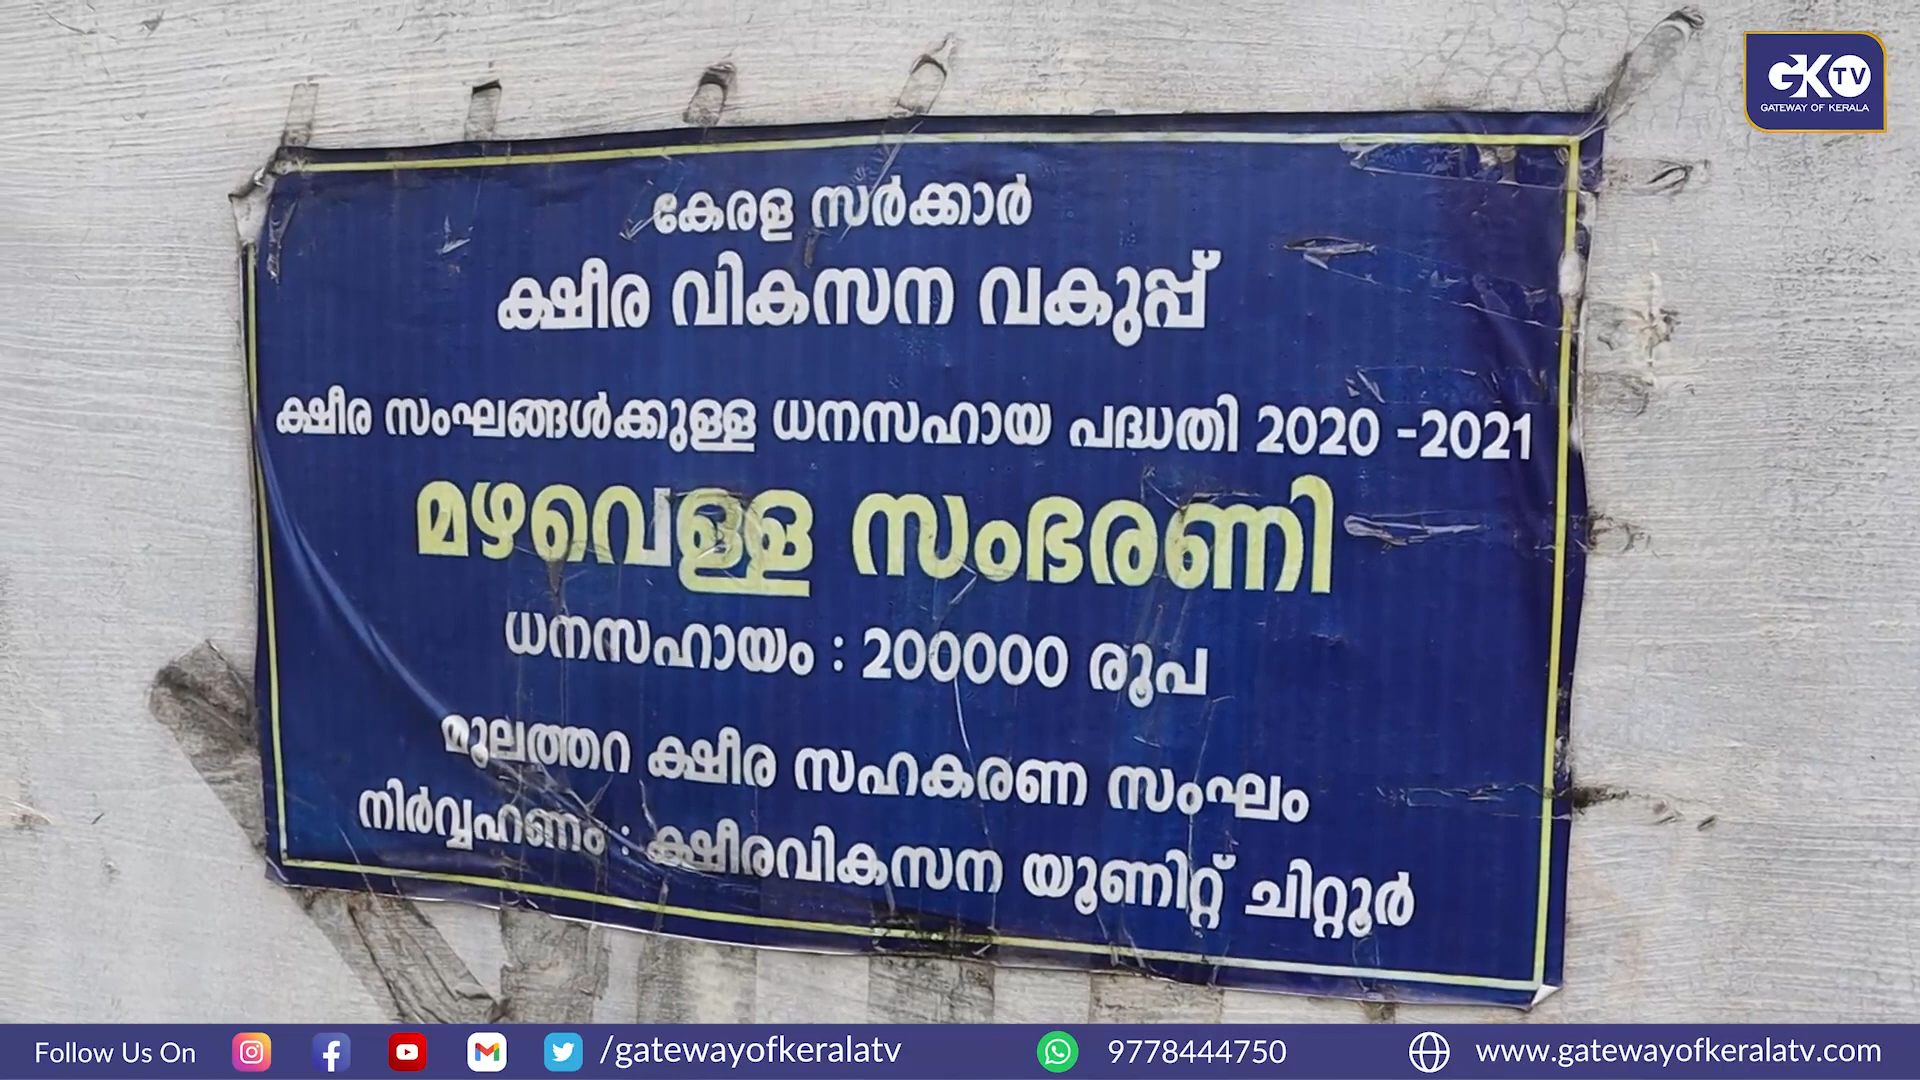 GKTV
GATEWAY OF KERALA
കേരള സർക്കാർ
ക്ഷീര വികസന വകുപ്പ്
ക്ഷീര സംഘങ്ങൾക്കുള്ള ധനസഹായ പദ്ധതി 2020 -2021
മഴവെള്ള സംഭരണി
ധനസഹായം : 200000 രൂപ
മൂലത്തറ ക്ഷീര സഹകരണ സംഘം
നിർവ്വഹണം : ക്ഷീരവികസന യൂണിറ്റ് ചിറ്റൂർ
Follow Us On /gatewayofkeralatv 9778444750 www.gatewayofkeralatv.com